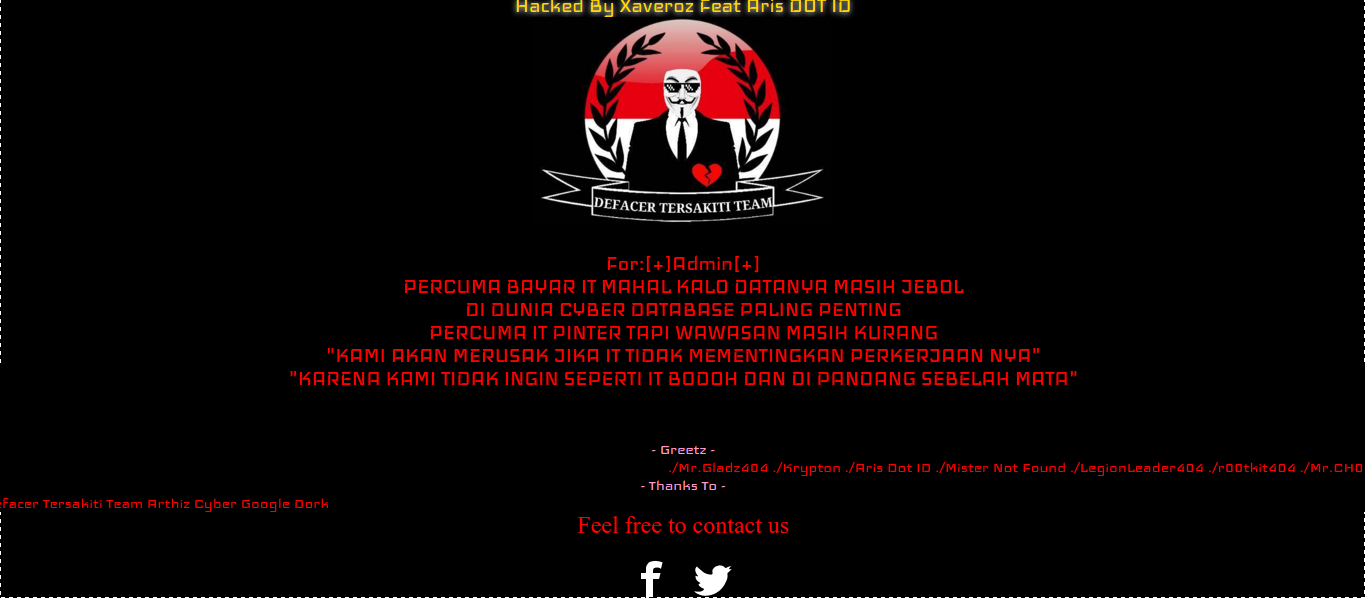 Hacked By Xaveroz Feat Aris DOT ID
DEFACER TERSAKITI TEAM
For:[+]Admin[+]
PERCUMA BAYAR IT MAHAL KALO DATANYA MASIH JEBOL
DI DUNIA CYBER DATABASE PALING PENTING
PERCUMA IT PINTER TAPI WAWASAN MASIH KURANG
"KAMI AKAN MERUSAK JIKA IT TIDAK MEMENTINGKAN PERKERJAAN NYA"
"KARENA KAMI TIDAK INGIN SEPERTI IT BODOH DAN DI PANDANG SEBELAH MATA"
- Greetz -
./Mr.Gladz404 ./Krypton ./Aris Dot ID ./Mister Not Found ./LegionLeader404 ./r00tkit404 ./Mr.CH0
- Thanks To -
efacer Tersakiti Team Arthiz Cyber Google Dork
Feel free to contact us